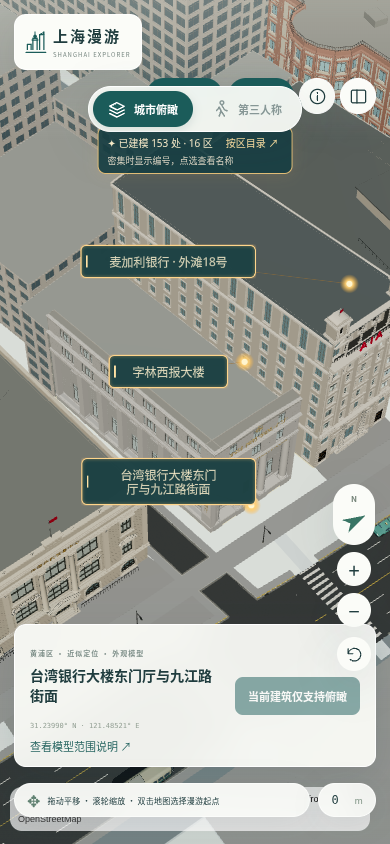 上海漫游
SHANGHAI EXPLORER
城市俯瞰
第三人称
✦ 已建模 153 处 · 16 区 按区目录 ↗
密集时显示编号，点选查看名称
麦加利银行 · 外滩18号
字林西报大楼
台湾银行大楼东门
厅与九江路街面
N
+
−
黄浦区 · 近似定位 · 外观模型
台湾银行大楼东门厅与九江路
街面
当前建筑仅支持俯瞰
31.23990° N · 121.48521° E
查看模型范围说明 ↗
拖动平移 · 滚轮缩放 · 双击地图选择漫游起点
0 m
OpenStreetMap